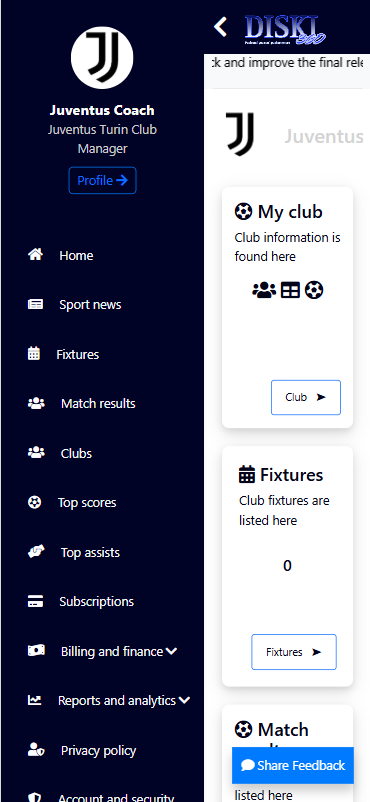 Juventus Coach
Juventus Turin Club
Manager
Profile
Home
Sport news
Fixtures
Match results
Clubs
Top scores
Top assists
Subscriptions
Billing and finance
Reports and analytics
Privacy policy
Account and security
DISKI
360
ck and improve the final rele
Juventus
My club
Club information is
found here
Club
Fixtures
Club fixtures are
listed here
0
Fixtures
Match
Share Feedback
listed here